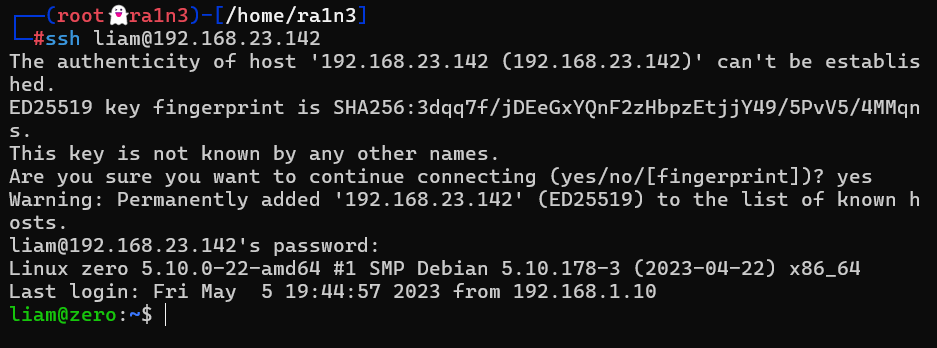 ┌──(root👻ra1n3)-[/home/ra1n3]
└─#ssh liam@192.168.23.142
The authenticity of host '192.168.23.142 (192.168.23.142)' can't be establis
hed.
ED25519 key fingerprint is SHA256:3dqq7f/jDEeGxYQnF2zHbpzEtjjY49/5PvV5/4MMqn
s.
This key is not known by any other names.
Are you sure you want to continue connecting (yes/no/[fingerprint])? yes
Warning: Permanently added '192.168.23.142' (ED25519) to the list of known h
osts.
liam@192.168.23.142's password:
Linux zero 5.10.0-22-amd64 #1 SMP Debian 5.10.178-3 (2023-04-22) x86_64
Last login: Fri May  5 19:44:57 2023 from 192.168.1.10
liam@zero:~$